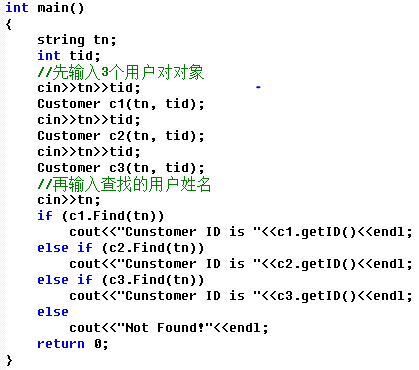 int main()
{
string tn;
int tid;
//先输入3个用户对对象
cin>>tn>>tid;
Customer c1(tn, tid);
cin>>tn>>tid;
Customer c2(tn, tid);
cin>>tn>>tid;
Customer c3(tn, tid);
//再输入查找的用户姓名
cin>>tn;
if (c1.Find(tn))
cout<<"Cunstomer ID is "<<c1.getID()<<endl;
else if (c2.Find(tn))
cout<<"Cunstomer ID is "<<c2.getID()<<endl;
else if (c3.Find(tn))
cout<<"Cunstomer ID is "<<c3.getID()<<endl;
else
cout<<"Not Found!"<<endl;
return 0;
}